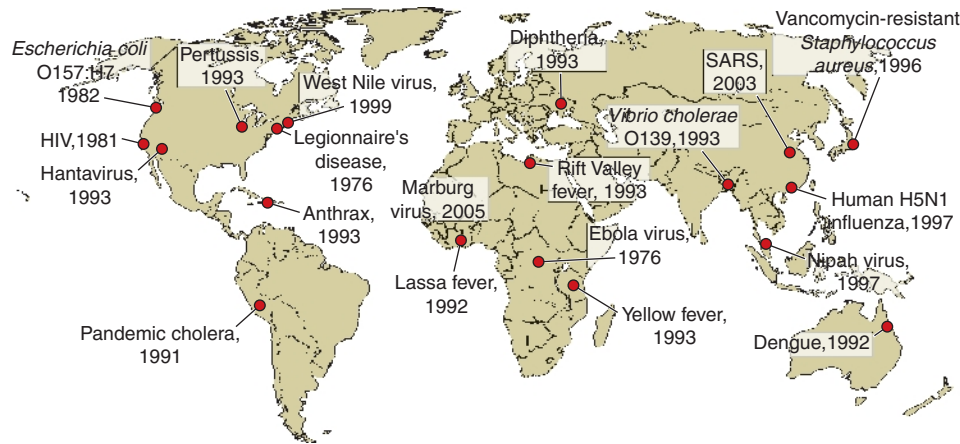 Escherichia coli
O157:H7,
1982
Pertussis,
1993
West Nile virus,
1999
HIV,1981
Hantavirus,
1993
Legionnaire's
disease,
1976
Anthrax,
1993
Pandemic cholera,
1991
Diphtheria,
1993
Marburg
virus, 2005
Rift Valley
fever, 1993
Lassa fever,
1992
Ebola virus,
1976
Yellow fever,
1993
Vibrio cholerae
O139,1993
SARS,
2003
Vancomycin-resistant
Staphylococcus
aureus,1996
Human H5N1
influenza,1997
Nipah virus,
1997
Dengue,1992